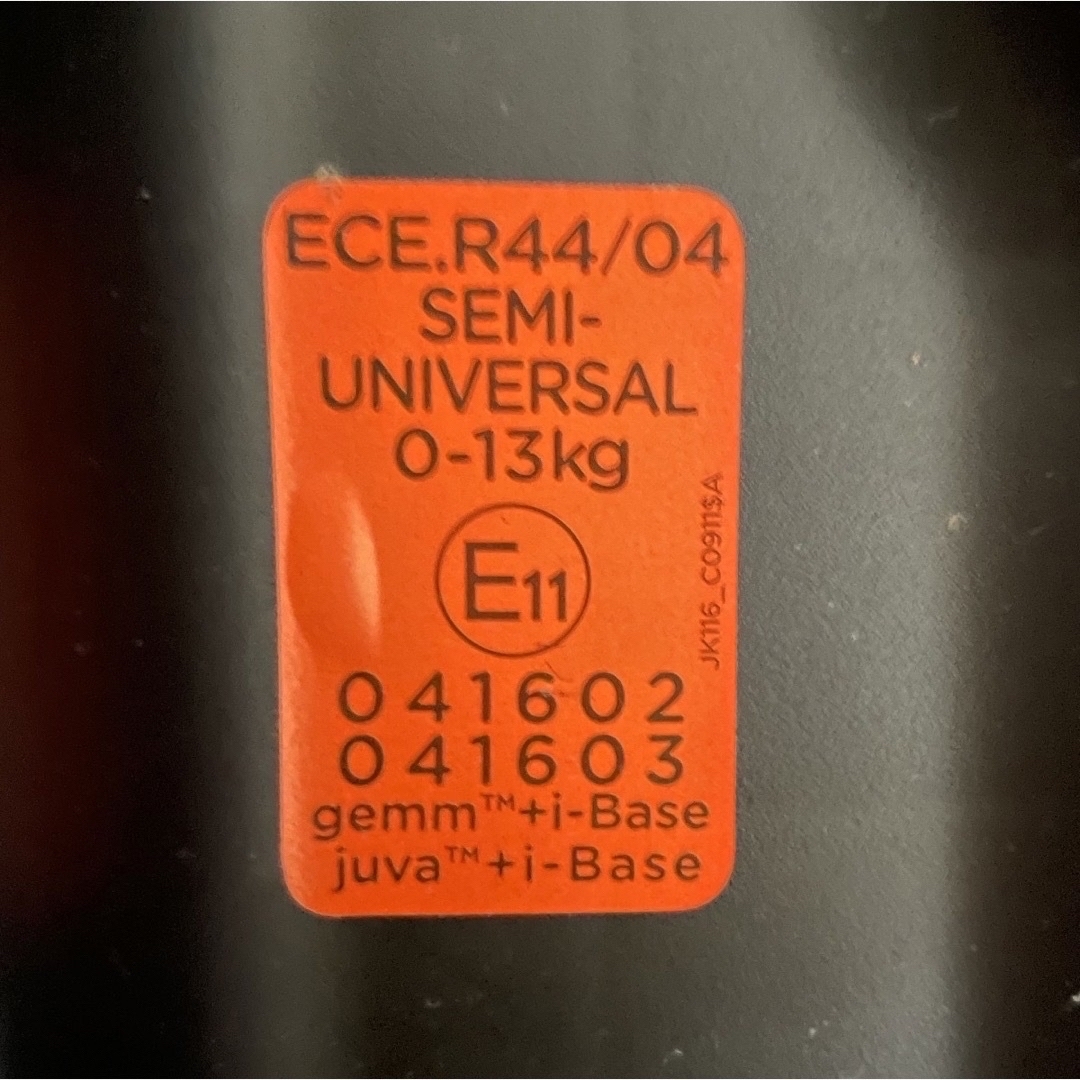 ECE.R44/04
SEMI-
UNIVERSAL
0-13kg
E11
041602
041603
gemm™+i-Base
juva™+i-Base
JK116_C0911$A